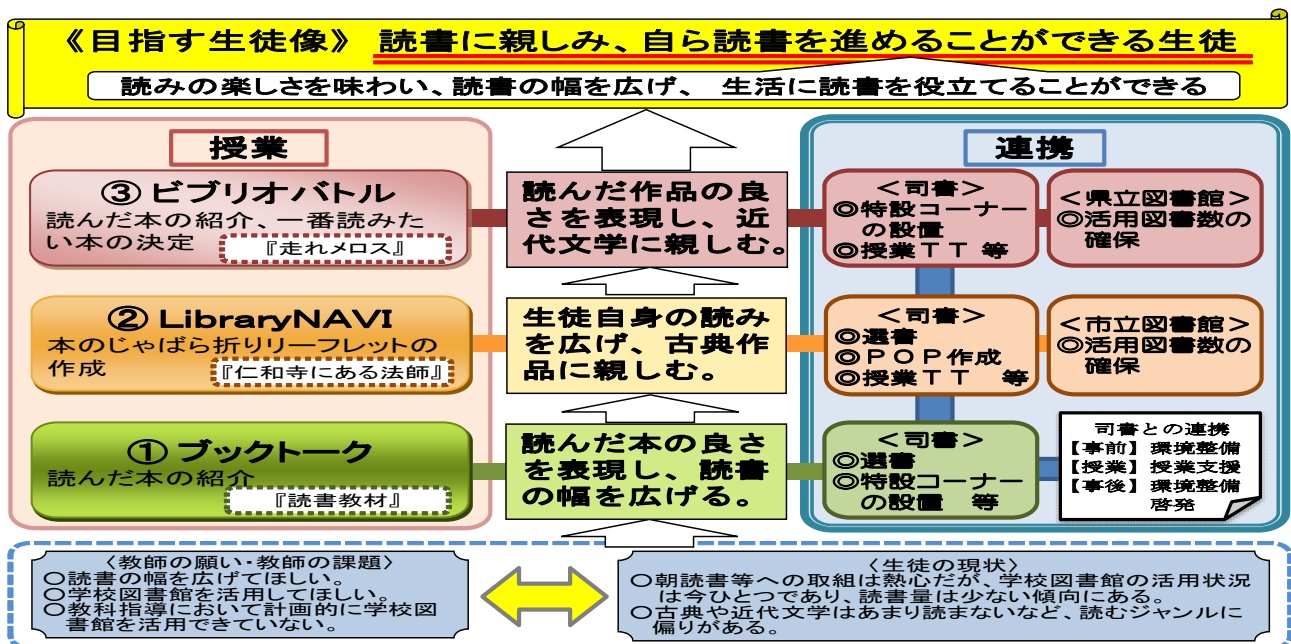 《目指す生徒像》 読書に親しみ、自ら読書を進めることができる生徒
読みの楽しさを味わい、読書の幅を広げ、 生活に読書を役立てることができる
授業
③ ビブリオバトル
読んだ本の紹介、一番読みた
い本の決定
『走れメロス』
② LibraryNAVI
本のじゃばら折りリーフレットの
作成
『仁和寺にある法師』
① ブックトーク
読んだ本の紹介
『読書教材』
読んだ作品の良
さを表現し、近
代文学に親しむ。
生徒自身の読み
を広げ、古典作
品に親しむ。
読んだ本の良さ
を表現し、読書
の幅を広げる。
連携
＜司書＞
◎特設コーナー
の設置
◎授業ＴＴ 等
＜県立図書館＞
◎活用図書数の
確保
＜司書＞
◎選書
◎ＰＯＰ作成
◎授業ＴＴ　等
＜市立図書館＞
◎活用図書数の
確保
＜司書＞
◎選書
◎特設コーナー
の設置　等
司書との連携
【事前】環境整備
【授業】授業支援
【事後】環境整備
啓発
〈教師の願い・教師の課題〉
○読書の幅を広げてほしい。
○学校図書館を活用してほしい。
○教科指導において計画的に学校図
書館を活用できていない。
〈生徒の現状〉
○朝読書等への取組は熱心だが、学校図書館の活用状況
は今ひとつであり、読書量は少ない傾向にある。
○古典や近代文学はあまり読まないなど、読むジャンルに
偏りがある。